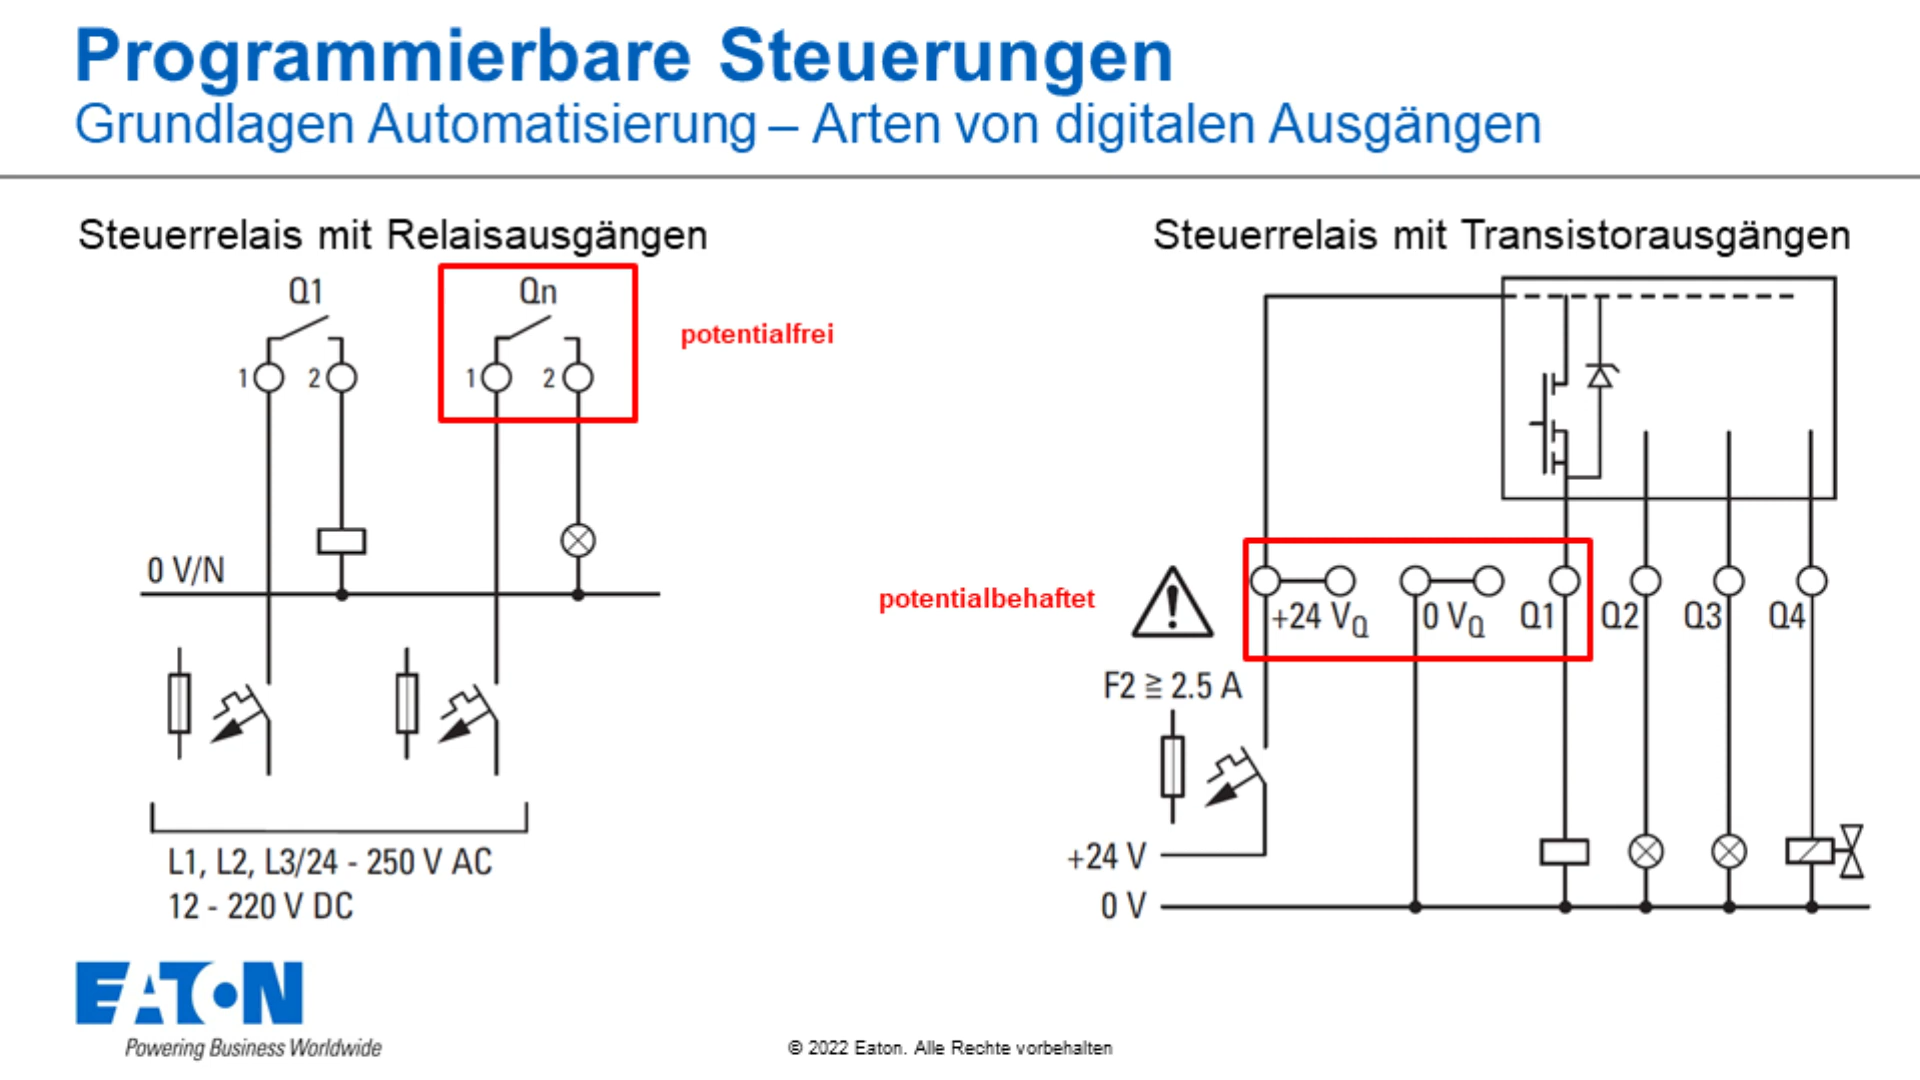 Programmierbare Steuerungen
Grundlagen Automatisierung – Arten von digitalen Ausgängen
Steuerrelais mit Relaisausgängen
Q1
Qn
1
2
1
2
potentialfrei
0 V/N
L1, L2, L3/24 - 250 V AC
12 - 220 V DC
Steuerrelais mit Transistorausgängen
potentialbehaftet
+24 VQ
0 VQ
Q1
Q2
Q3
Q4
F2 ≧ 2.5 A
+24 V
0 V
EATON
Powering Business Worldwide
© 2022 Eaton. Alle Rechte vorbehalten